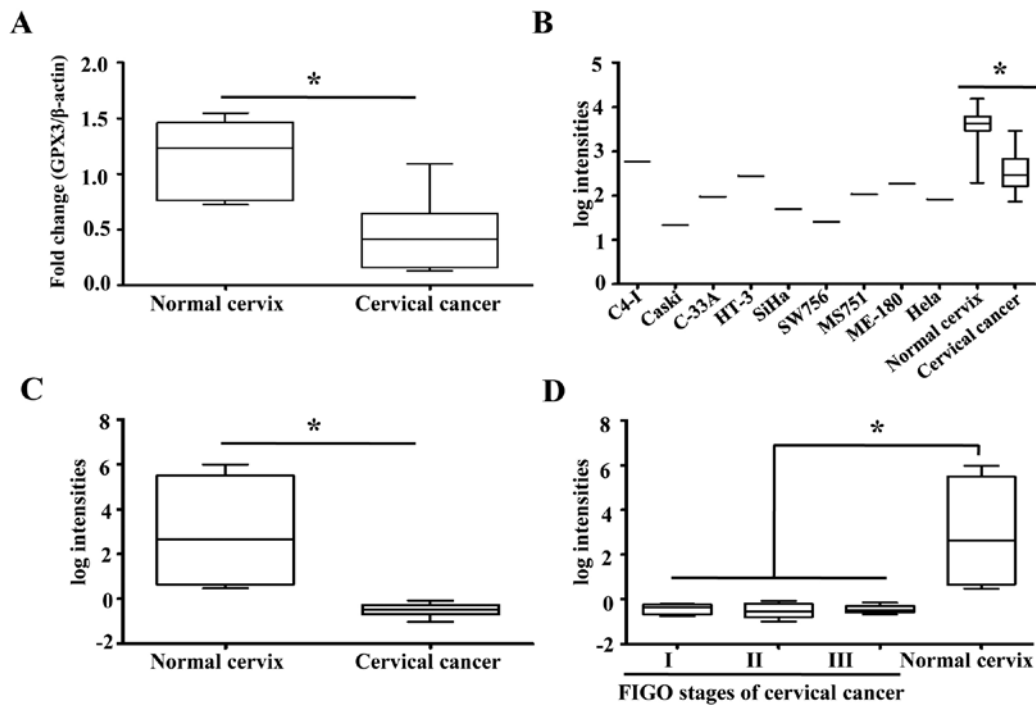 A
Fold change (GPX3/β-actin)
2.0
1.5
1.0
0.5
0.0
*
Normal cervix
Cervical cancer
B
log intensities
5
4
3
2
1
0
*
C4-I
Caski
C-33A
HT-3
SiHa
SW756
MS751
ME-180
Hela
Normal cervix
Cervical cancer
C
log intensities
8
6
4
2
0
-2
*
Normal cervix
Cervical cancer
D
log intensities
8
6
4
2
0
-2
*
I
II
III
Normal cervix
FIGO stages of cervical cancer